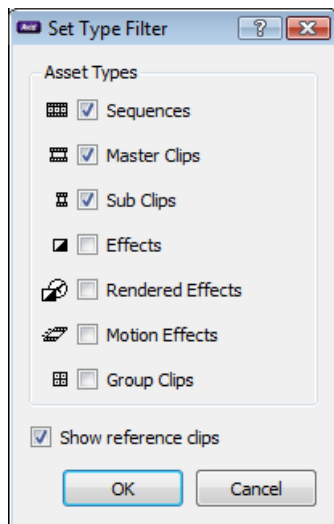 Avid Set Type Filter ?
Asset Types
Sequences
Master Clips
Sub Clips
Effects
Rendered Effects
Motion Effects
Group Clips
Show reference clips
OK Cancel